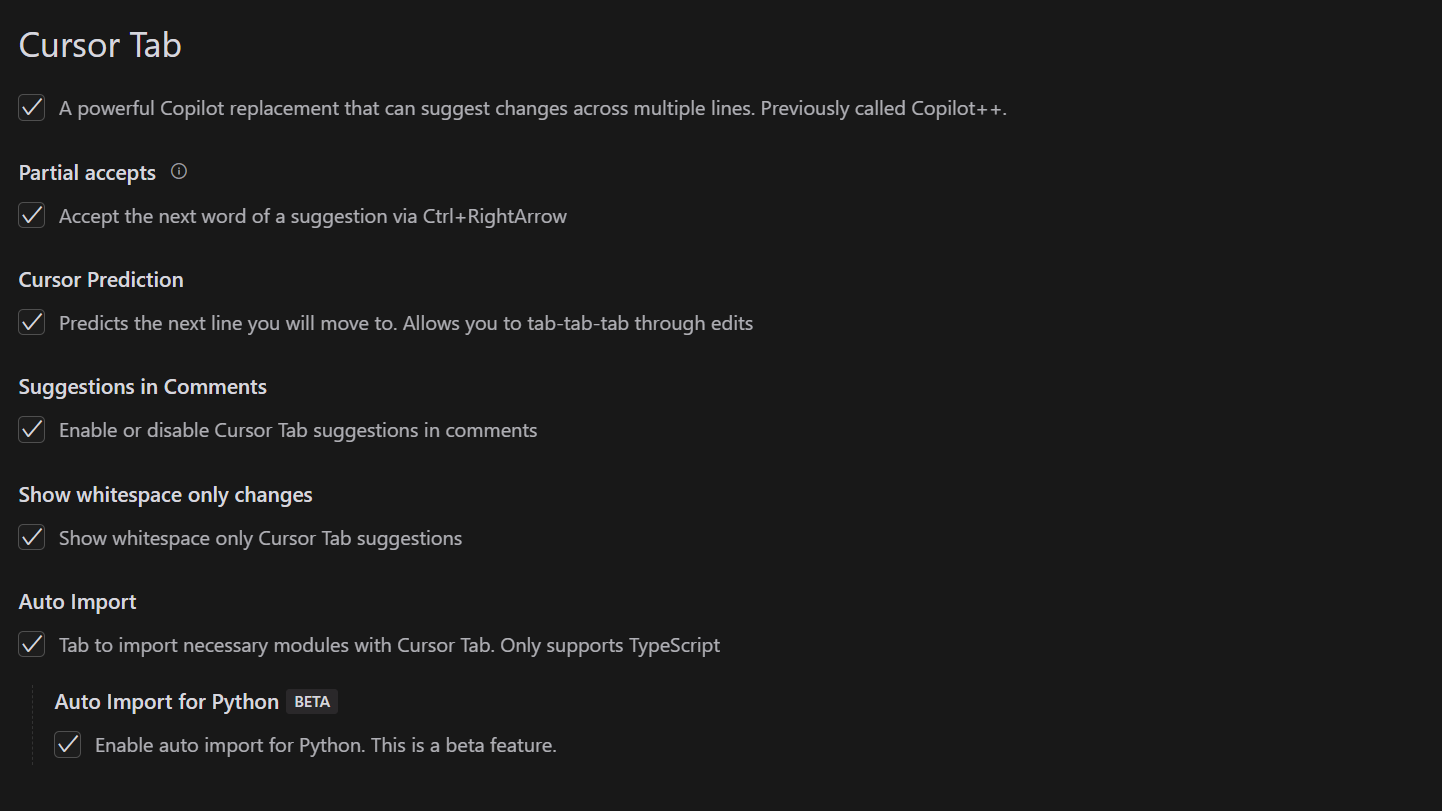 Cursor Tab
A powerful Copilot replacement that can suggest changes across multiple lines. Previously called Copilot++.
Partial accepts
Accept the next word of a suggestion via Ctrl+RightArrow
Cursor Prediction
Predicts the next line you will move to. Allows you to tab-tab-tab through edits
Suggestions in Comments
Enable or disable Cursor Tab suggestions in comments
Show whitespace only changes
Show whitespace only Cursor Tab suggestions
Auto Import
Tab to import necessary modules with Cursor Tab. Only supports TypeScript
Auto Import for Python BETA
Enable auto import for Python. This is a beta feature.